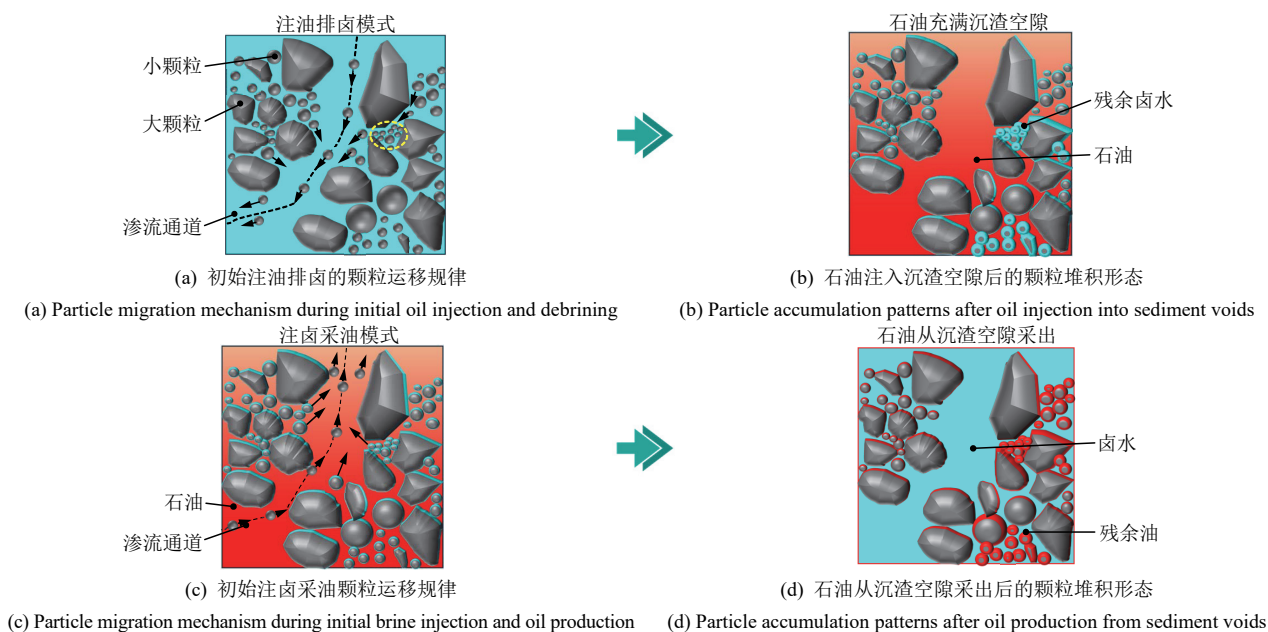 注油排卤模式
小颗粒
大颗粒
渗流通道
(a) 初始注油排卤的颗粒运移规律
(a) Particle migration mechanism during initial oil injection and debrining
石油充满沉渣空隙
残余卤水
石油
(b) 石油注入沉渣空隙后的颗粒堆积形态
(b) Particle accumulation patterns after oil injection into sediment voids
注卤采油模式
石油
渗流通道
(c) 初始注卤采油颗粒运移规律
(c) Particle migration mechanism during initial brine injection and oil production
石油从沉渣空隙采出
卤水
残余油
(d) 石油从沉渣空隙采出后的颗粒堆积形态
(d) Particle accumulation patterns after oil production from sediment voids